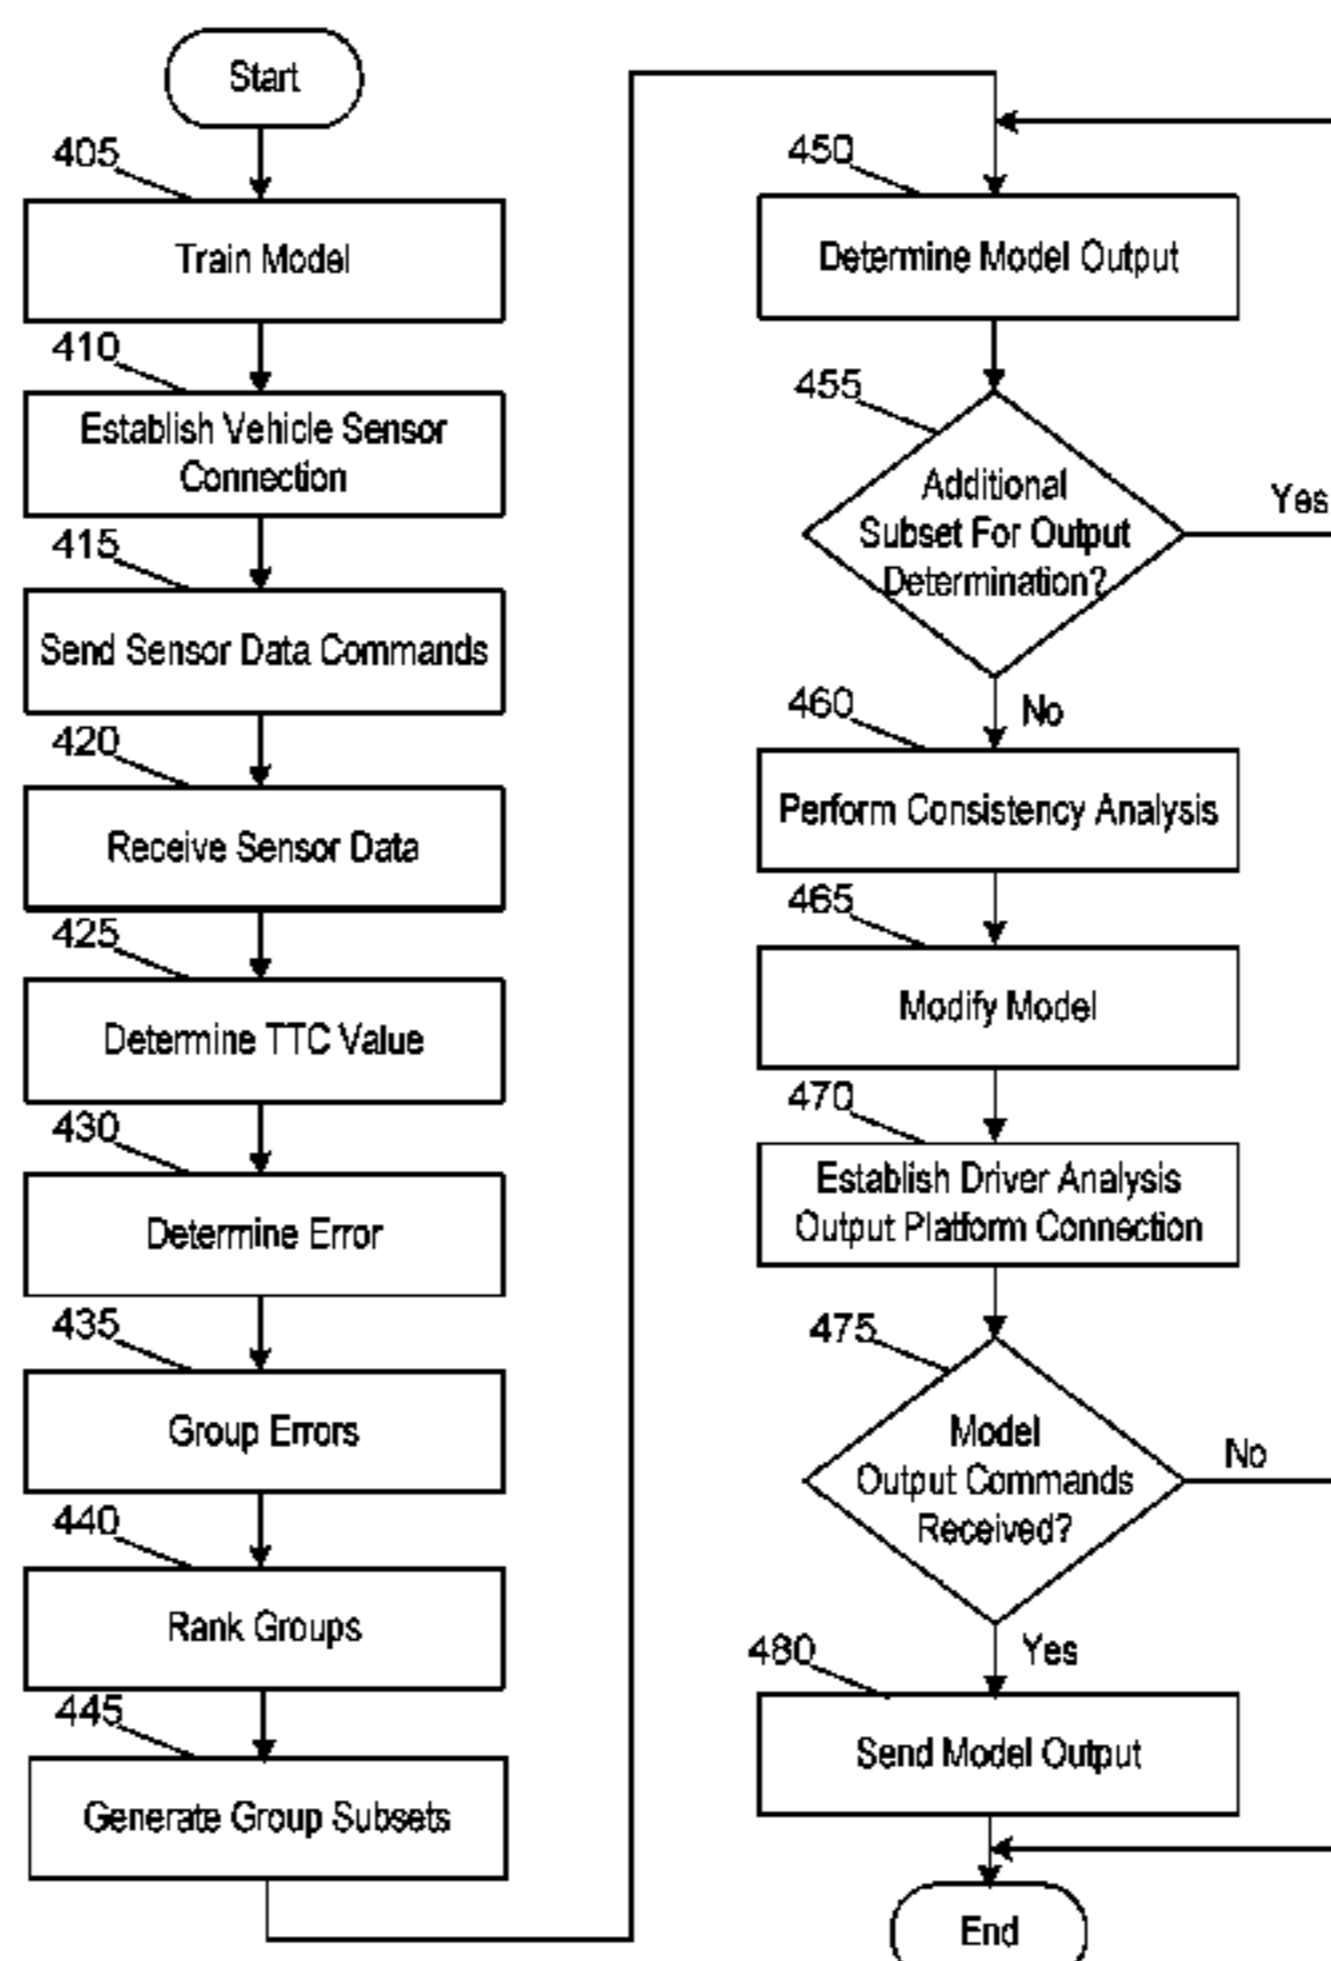 Start
405
Train Model
410
Establish Vehicle Sensor
Connection
415
Send Sensor Data Commands
420
Receive Sensor Data
425
Determine TTC Value
430
Determine Error
435
Group Errors
440
Rank Groups
445
Generate Group Subsets
450
Determine Model Output
455
Additional
Subset For Output
Determination?
Yes
No
460
Perform Consistency Analysis
465
Modify Model
470
Establish Driver Analysis
Output Platform Connection
475
Model
Output Commands
Received?
No
Yes
480
Send Model Output
End